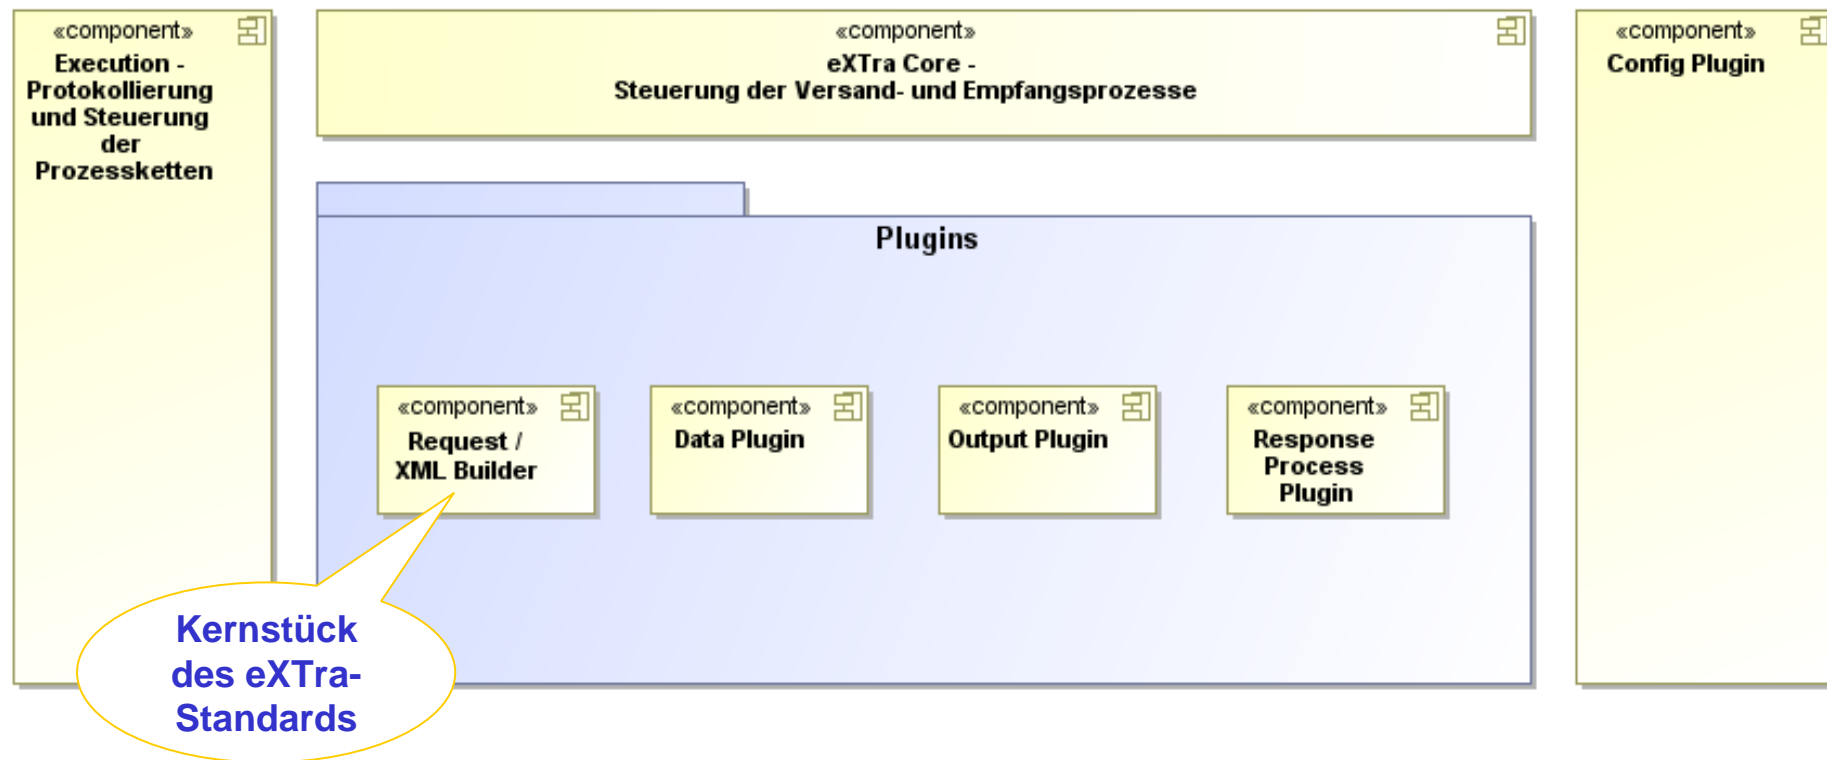 «component»
Execution -
Protokollierung
und Steuerung
der
Prozessketten
«component»
eXTra Core -
Steuerung der Versand- und Empfangsprozesse
«component»
Config Plugin
Plugins
«component»
Request /
XML Builder
«component»
Data Plugin
«component»
Output Plugin
«component»
Response
Process
Plugin
Kernstück
des eXTra-
Standards